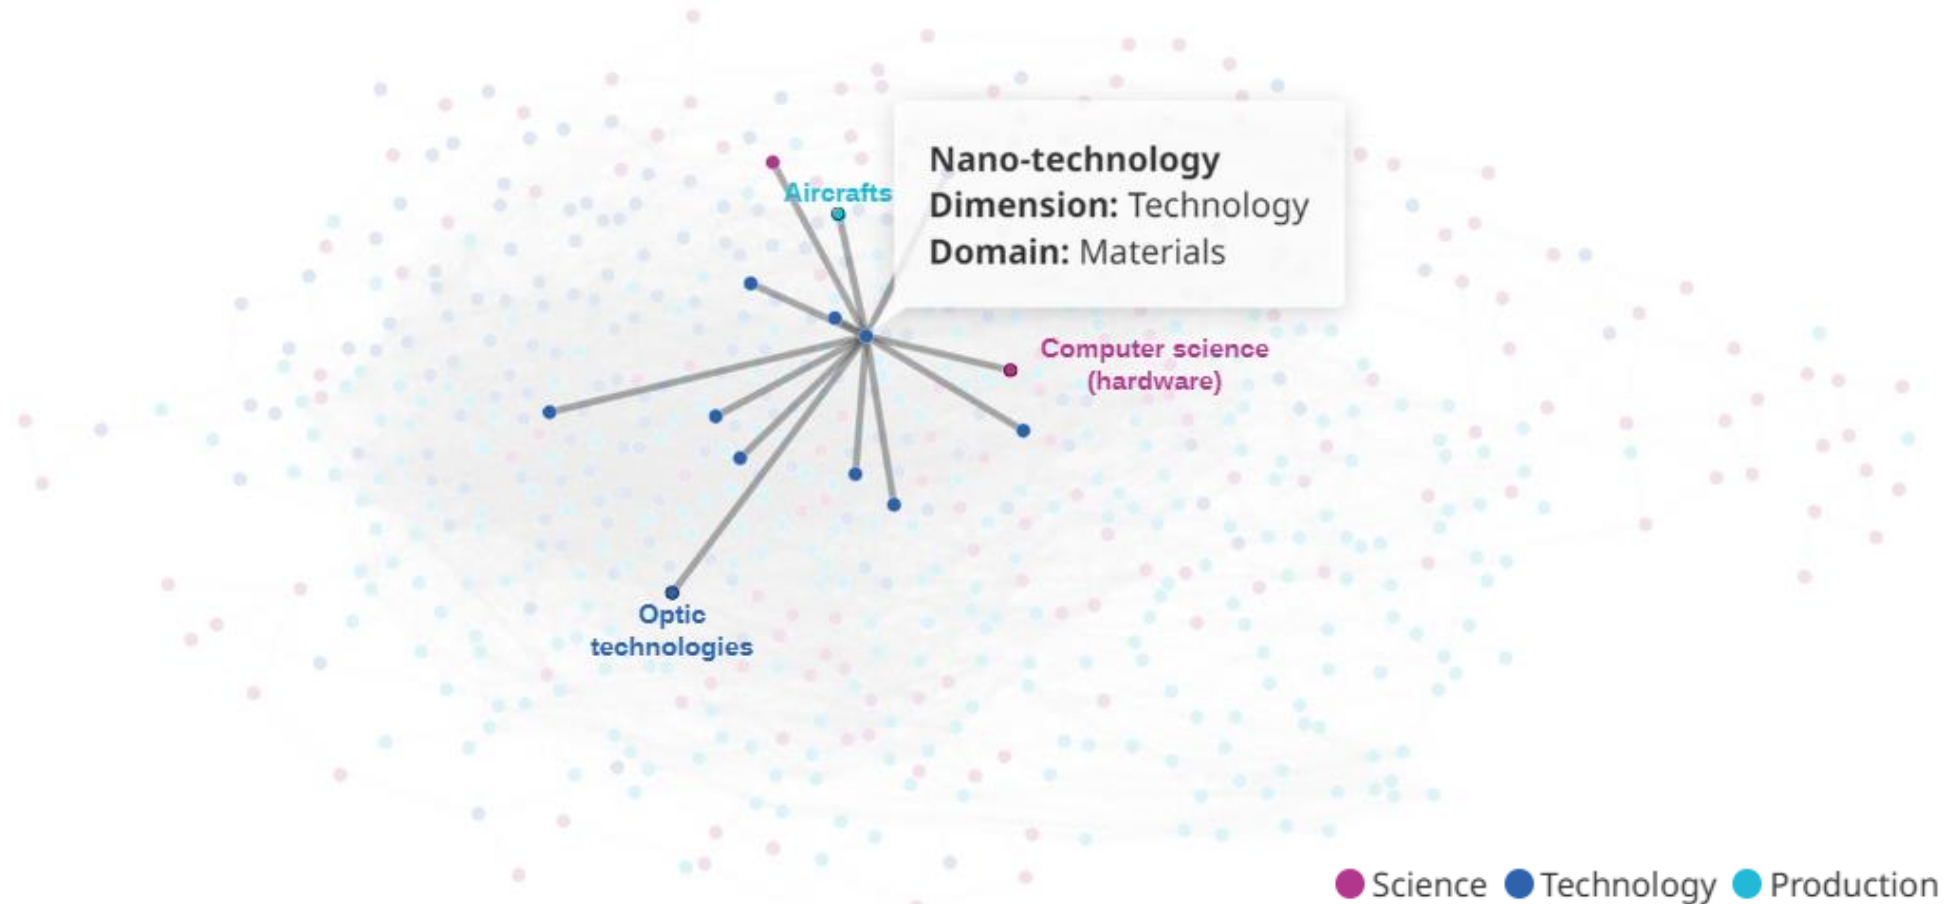 Nano-technology
Dimension: Technology
Domain: Materials
Aircrafts
Computer science
(hardware)
Optic
technologies
Science
Technology
Production